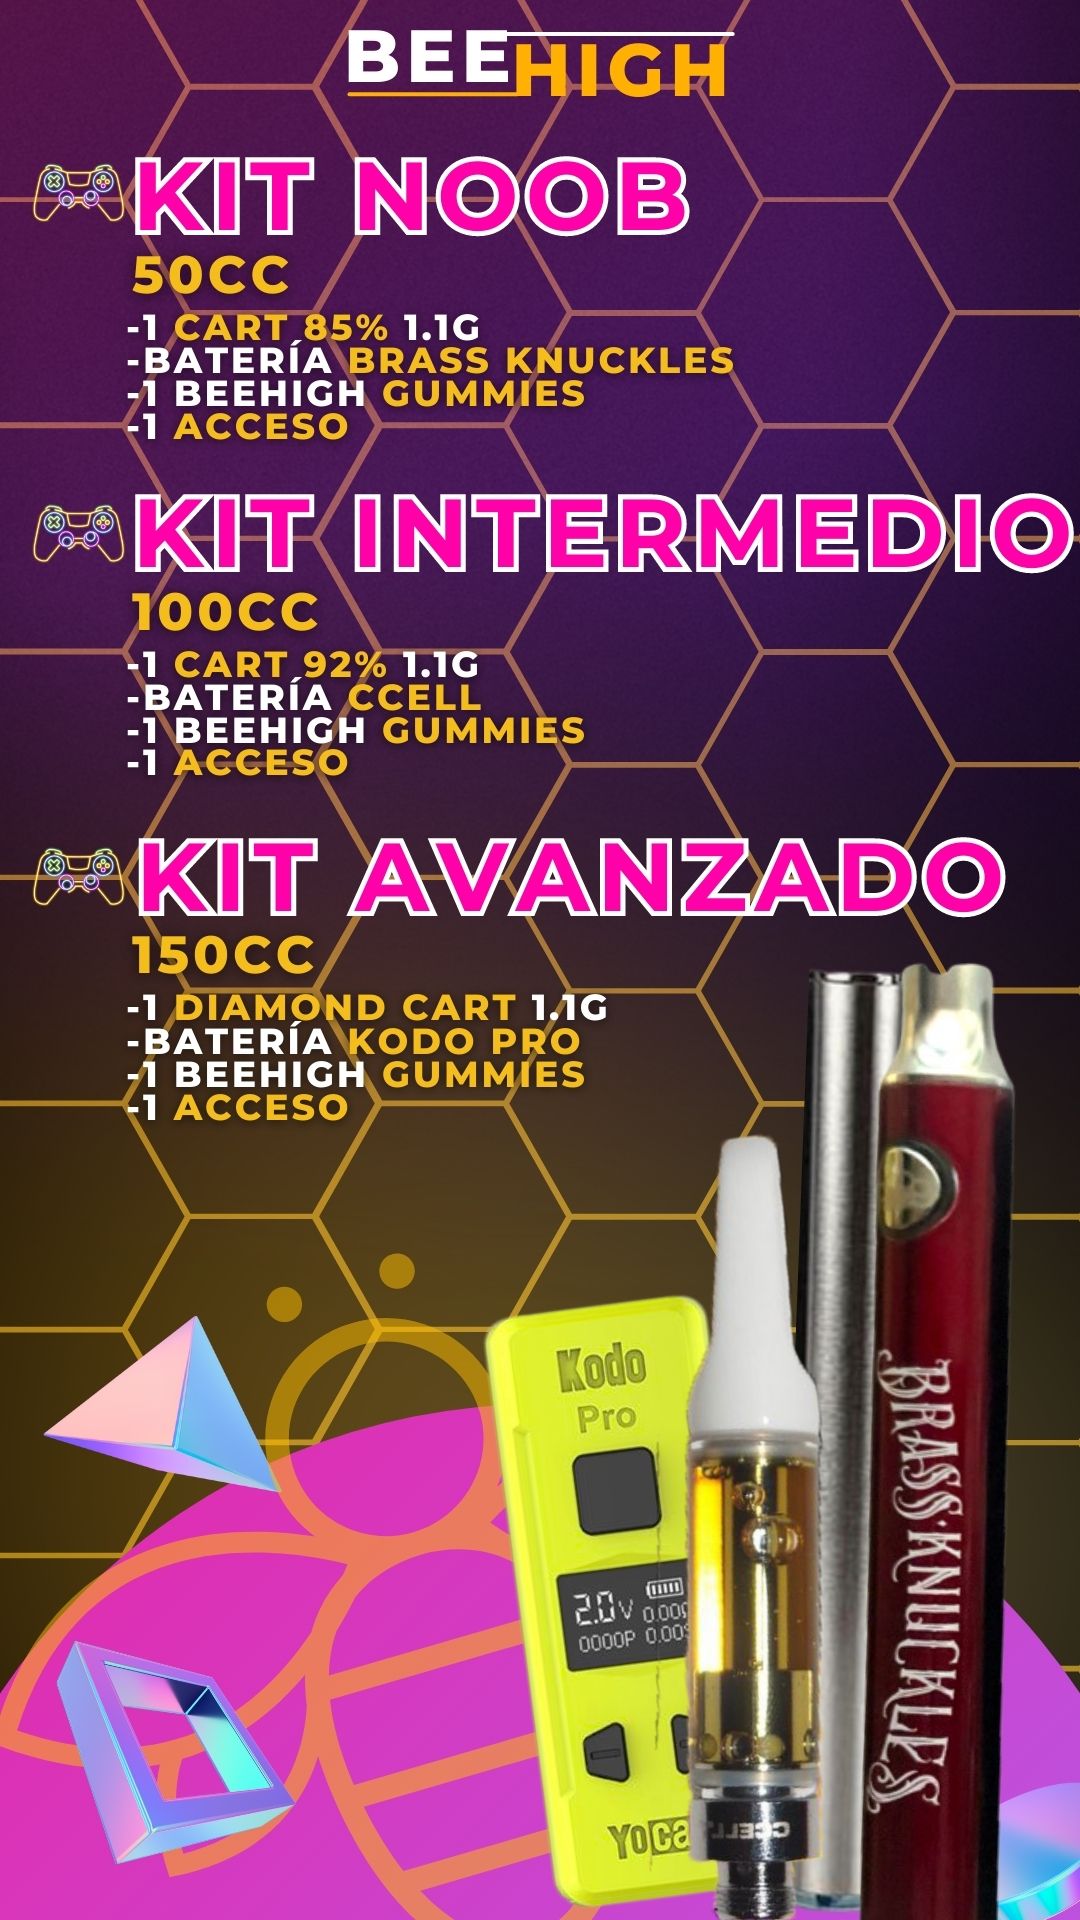 BEEHIGH
KIT NOOB
50CC
-1 CART 85% 1.1G
-BATERÍA BRASS KNUCKLES
-1 BEEHIGH GUMMIES
-1 ACCESO
KIT INTERMEDIO
100CC
-1 CART 92% 1.1G
-BATERÍA CCELL
-1 BEEHIGH GUMMIES
-1 ACCESO
KIT AVANZADO
150CC
-1 DIAMOND CART 1.1G
-BATERÍA KODO PRO
-1 BEEHIGH GUMMIES
-1 ACCESO
Kodo
Pro
2.0V
0000P
BRASS·KNUCKLES
CCELL